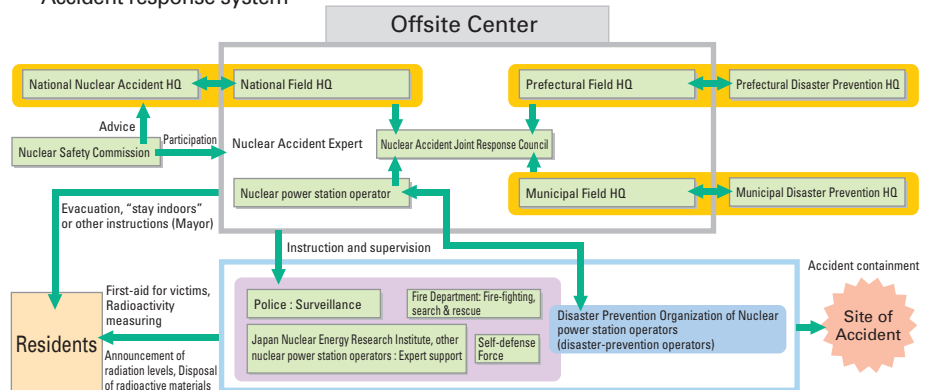 Accident response system
Offsite Center
National Nuclear Accident HQ
National Field HQ
Prefectural Field HQ
Prefectural Disaster Prevention HQ
Advice
Participation
Nuclear Safety Commission
Nuclear Accident Expert
Nuclear Accident Joint Response Council
Nuclear power station operator
Municipal Field HQ
Municipal Disaster Prevention HQ
Evacuation, “stay indoors”
or other instructions (Mayor)
Instruction and supervision
Accident containment
First-aid for victims,
Radioactivity
measuring
Police : Surveillance
Fire Department: Fire-fighting,
search & rescue
Disaster Prevention Organization of Nuclear
power station operators
(disaster-prevention operators)
Site of
Accident
Residents
Japan Nuclear Energy Research Institute, other
nuclear power station operators : Expert support
Self-defense
Force
Announcement of
radiation levels, Disposal
of radioactive materials